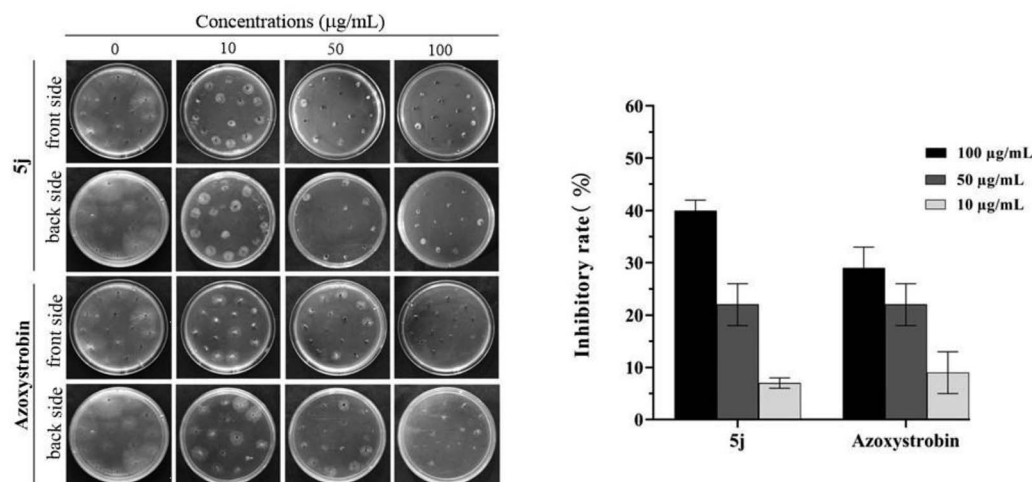 Concentrations (μg/mL)
0 10 50 100
5j
front side
back side
Azoxystrobin
front side
back side
Inhibitory rate( %)
60
50
40
30
20
10
0
100 μg/mL
50 μg/mL
10 μg/mL
5j Azoxystrobin